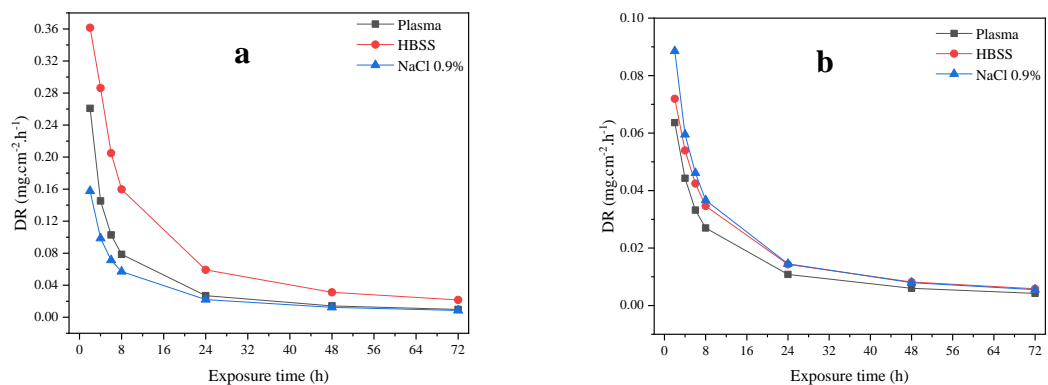 a
Plasma
HBSS
NaCl 0.9%
DR (mg.cm⁻².h⁻¹)
0.36
0.32
0.28
0.24
0.20
0.16
0.12
0.08
0.04
0.00
0 8 16 24 32 40 48 56 64 72
Exposure time (h)
b
Plasma
HBSS
NaCl 0.9%
DR (mg.cm⁻².h⁻¹)
0.10
0.08
0.06
0.04
0.02
0.00
0 8 16 24 32 40 48 56 64 72
Exposure time (h)